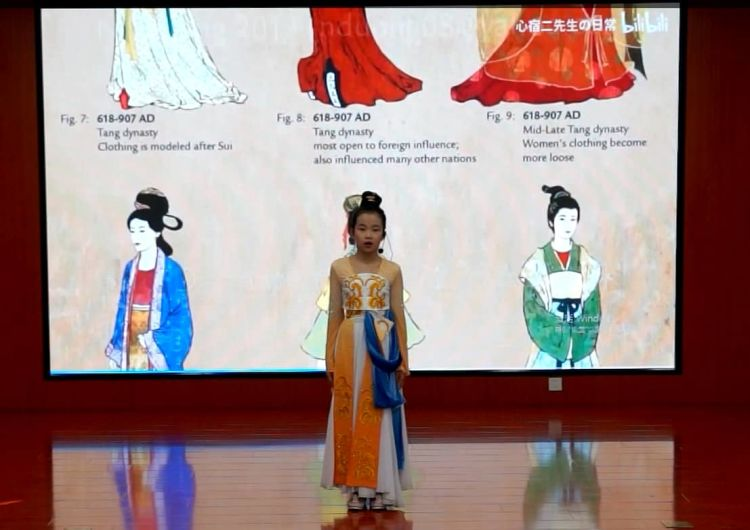 心宿二先生の日常 bilibili
Fig. 7: 618-907 AD
Tang dynasty
Clothing is modeled after Sui
Fig. 8: 618-907 AD
Tang dynasty
most open to foreign influence;
also influenced many other nations
Fig. 9: 618-907 AD
Mid-Late Tang dynasty
Women's clothing become
more loose